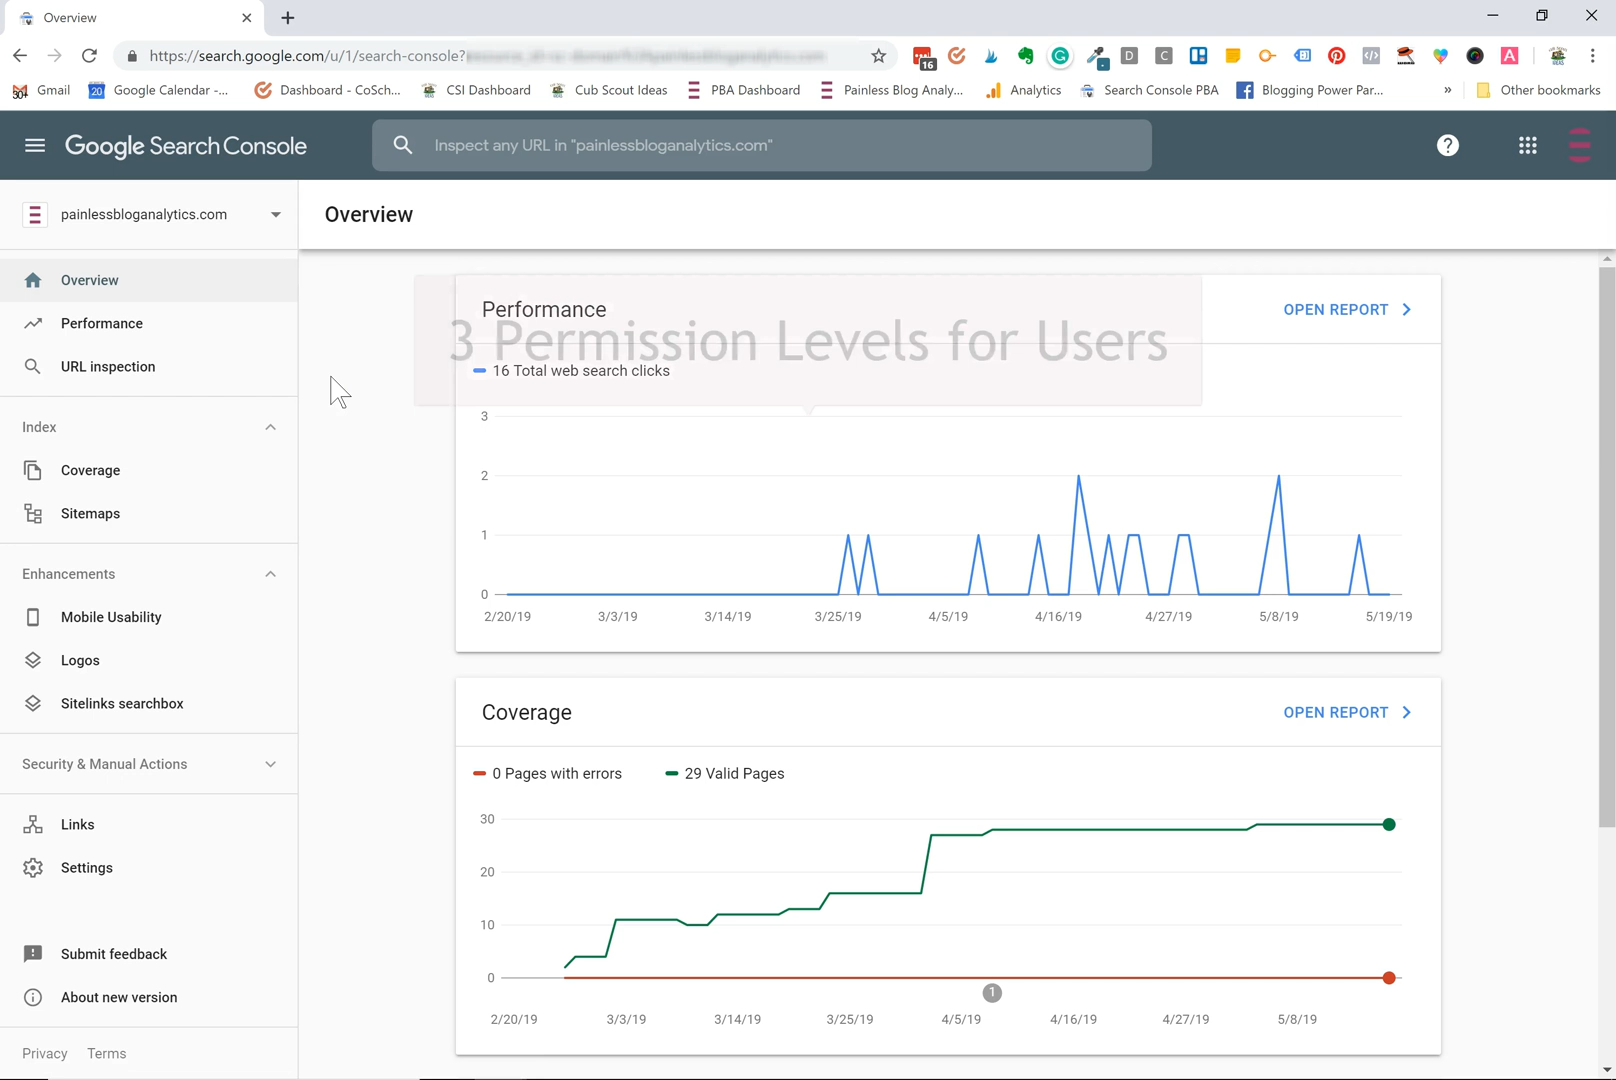 Overview
https://search.google.com/u/1/search-console?
16
30+ Gmail
20 Google Calendar -...
Dashboard - CoSch...
CSI Dashboard
Cub Scout Ideas
PBA Dashboard
Painless Blog Analy...
Analytics
Search Console PBA
Blogging Power Par...
»
Other bookmarks
Google Search Console
Inspect any URL in "painlessbloganalytics.com"
painlessbloganalytics.com
Overview
Overview
Performance
URL inspection
Index
Coverage
Sitemaps
Enhancements
Mobile Usability
Logos
Sitelinks searchbox
Security & Manual Actions
Links
Settings
Submit feedback
About new version
Privacy Terms
Performance
OPEN REPORT
3 Permission Levels for Users
16 Total web search clicks
3
2
1
0
2/20/19 3/3/19 3/14/19 3/25/19 4/5/19 4/16/19 4/27/19 5/8/19 5/19/19
Coverage
OPEN REPORT
0 Pages with errors 29 Valid Pages
30
20
10
0
1
2/20/19 3/3/19 3/14/19 3/25/19 4/5/19 4/16/19 4/27/19 5/8/19